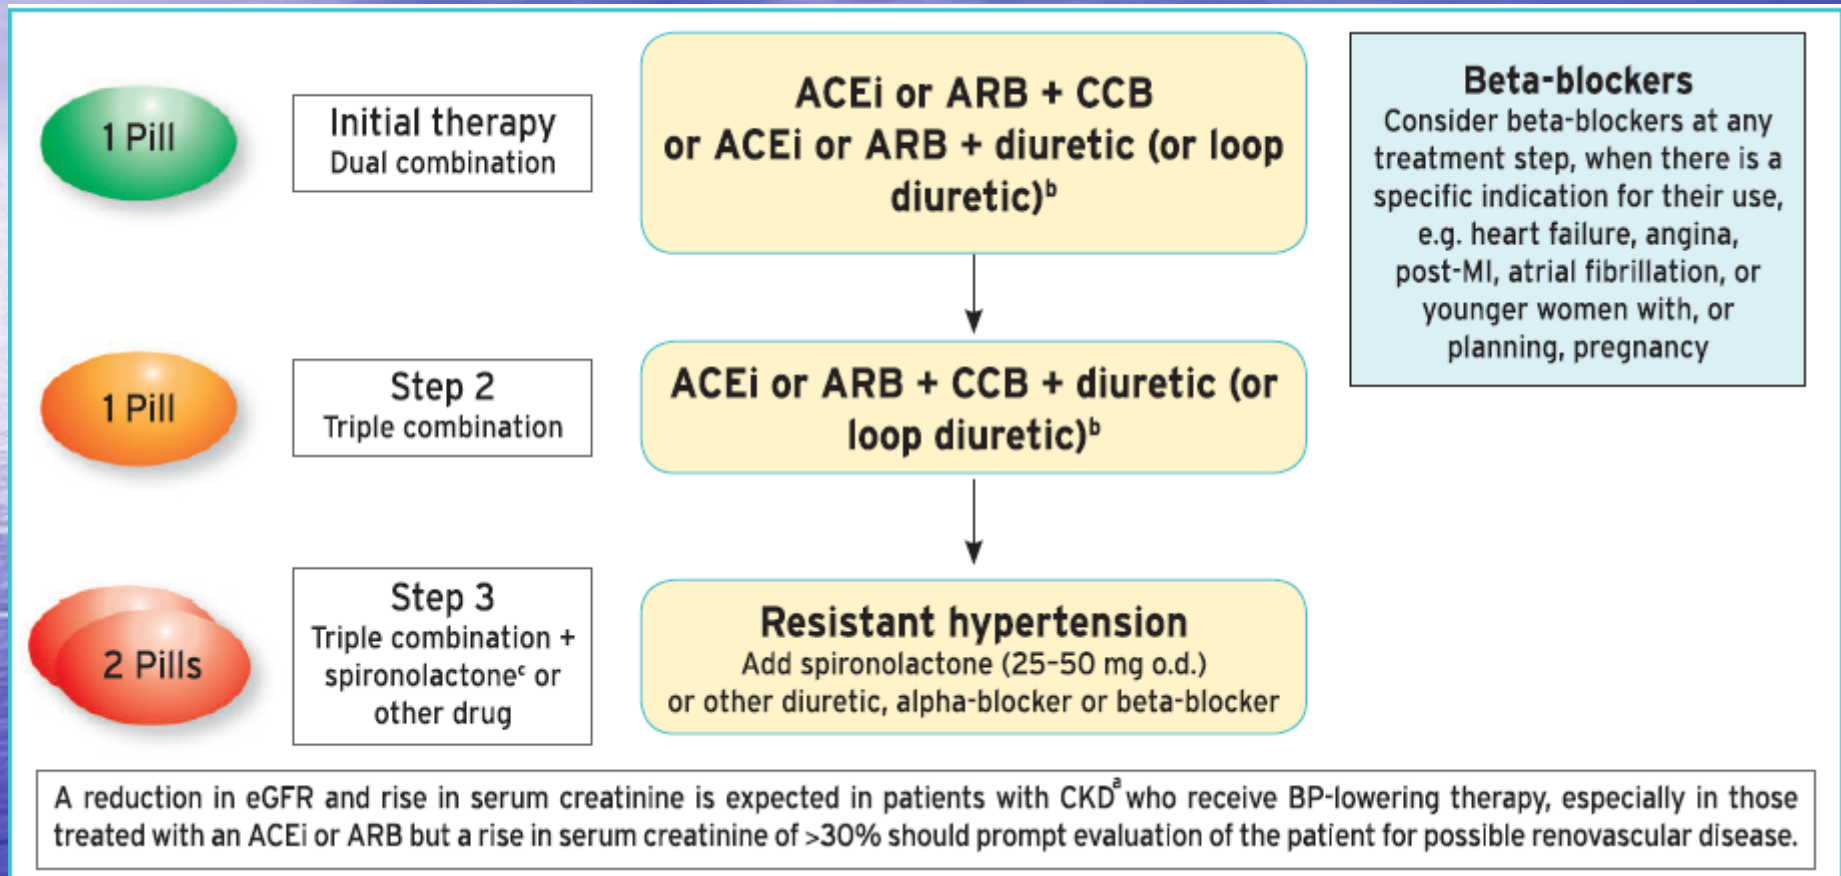 1 Pill
Initial therapy
Dual combination
ACEi or ARB + CCB
or ACEi or ARB + diuretic (or loop
diuretic)ᵇ
Beta-blockers
Consider beta-blockers at any
treatment step, when there is a
specific indication for their use,
e.g. heart failure, angina,
post-MI, atrial fibrillation, or
younger women with, or
planning, pregnancy
1 Pill
Step 2
Triple combination
ACEi or ARB + CCB + diuretic (or
loop diuretic)ᵇ
2 Pills
Step 3
Triple combination +
spironolactoneᶜ or
other drug
Resistant hypertension
Add spironolactone (25–50 mg o.d.)
or other diuretic, alpha-blocker or beta-blocker
A reduction in eGFR and rise in serum creatinine is expected in patients with CKDᵃ who receive BP-lowering therapy, especially in those
treated with an ACEi or ARB but a rise in serum creatinine of >30% should prompt evaluation of the patient for possible renovascular disease.